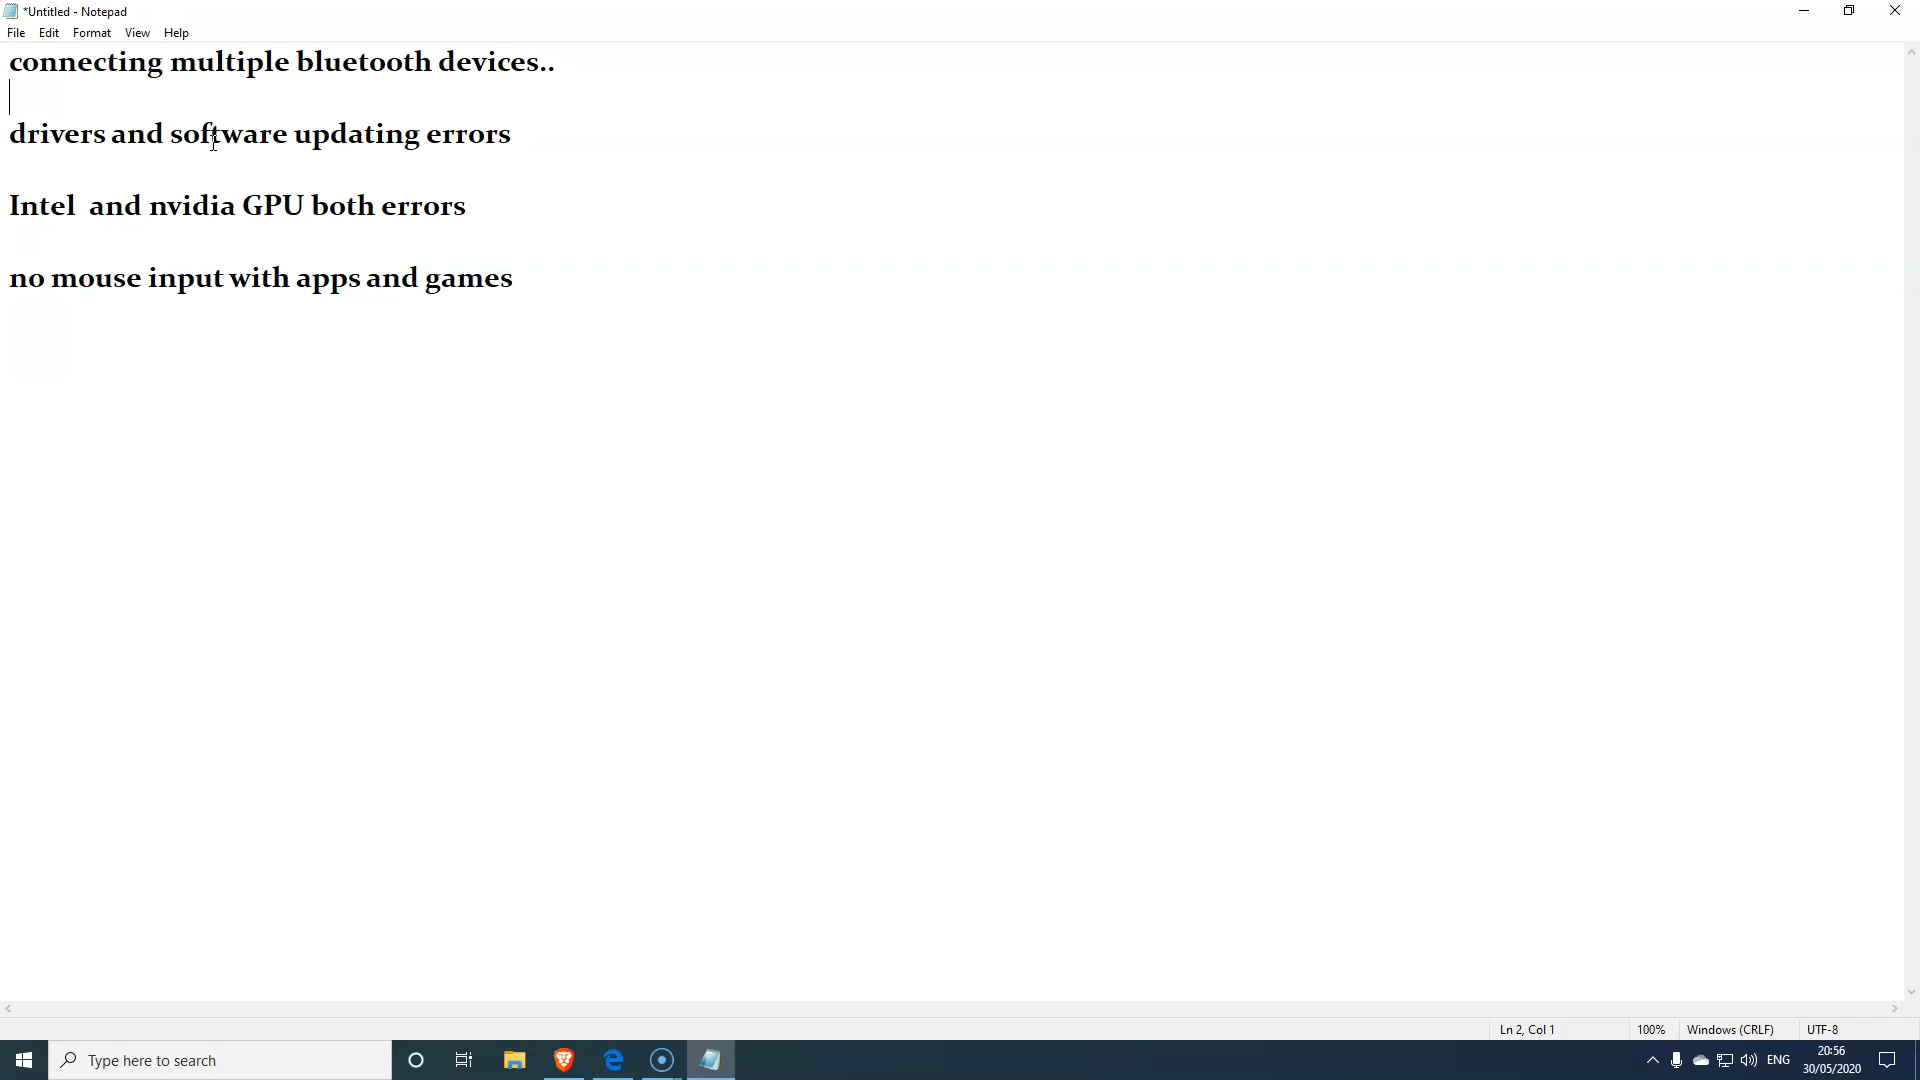 *Untitled - Notepad
File Edit Format View Help
connecting multiple bluetooth devices..
drivers and software updating errors
Intel  and nvidia GPU both errors
no mouse input with apps and games
Ln 2, Col 1 100% Windows (CRLF) UTF-8
Type here to search
ENG
20:56
30/05/2020